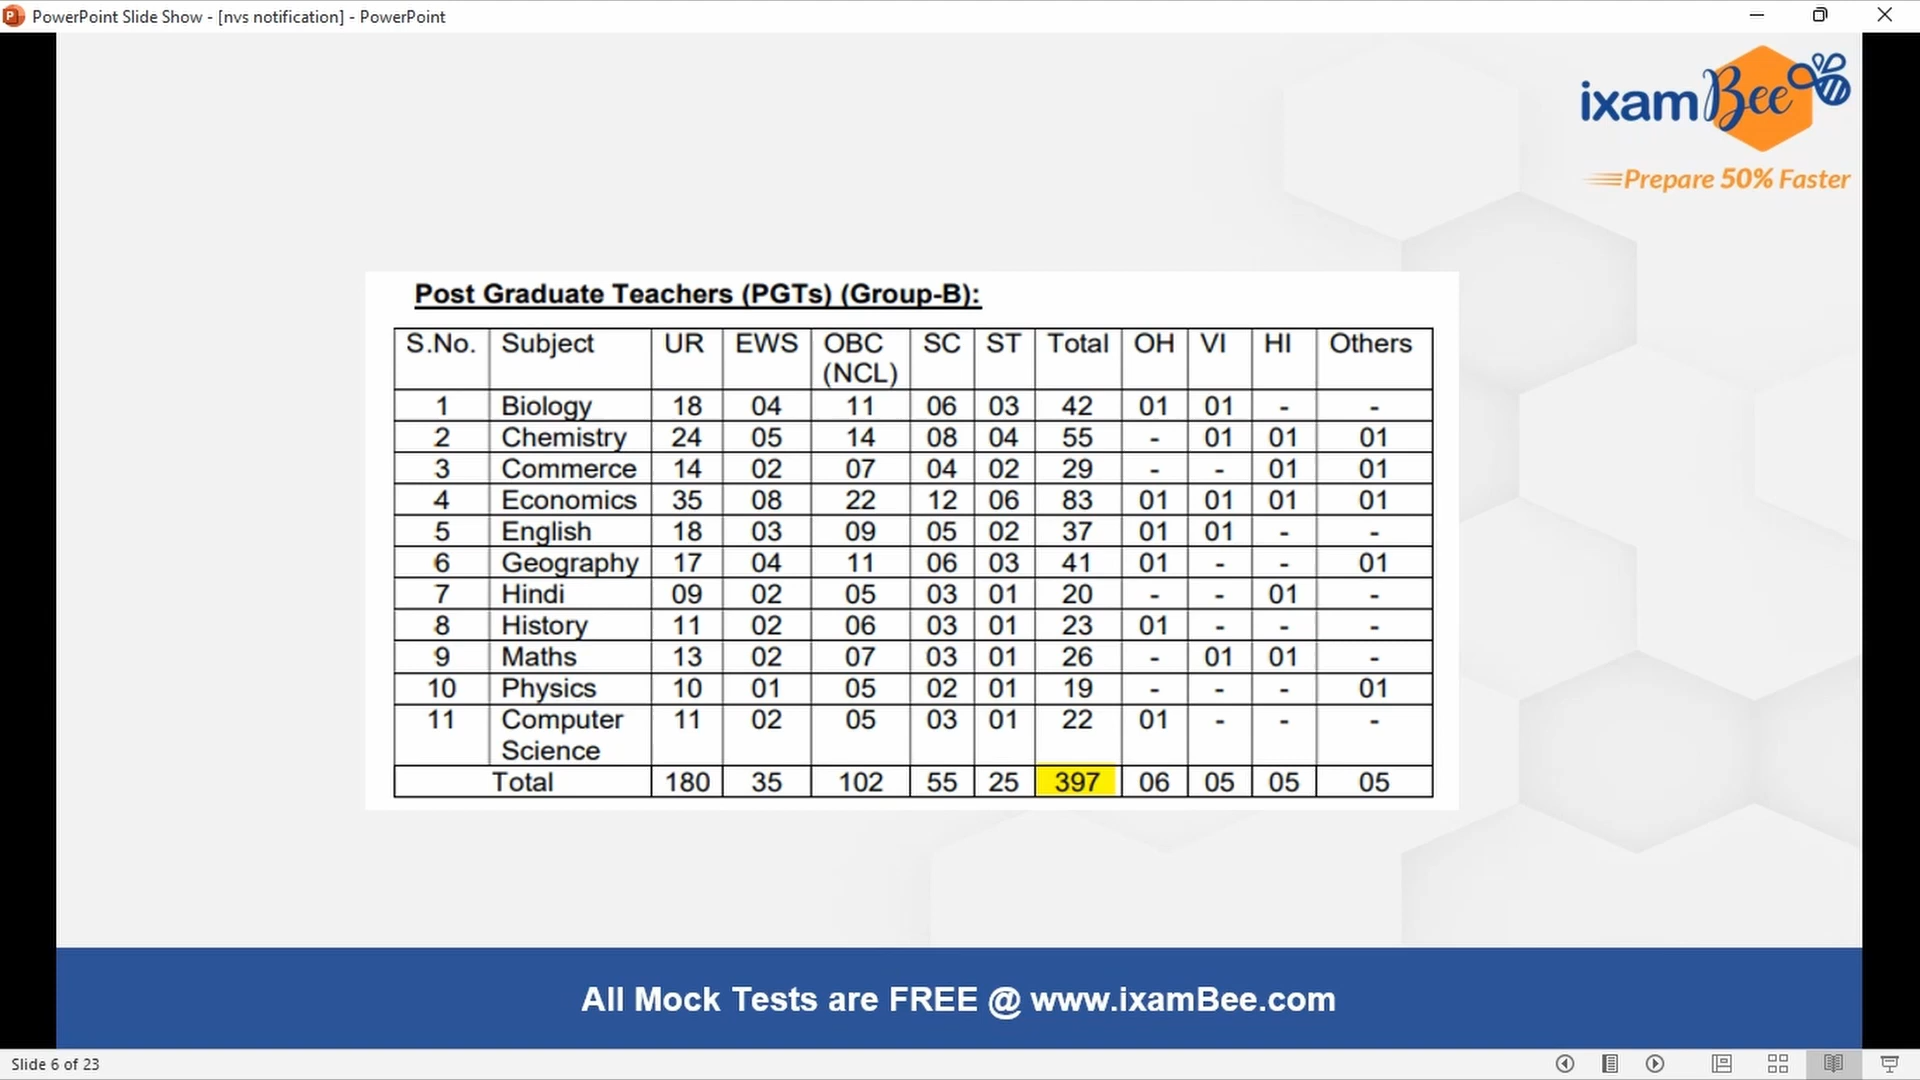 PowerPoint Slide Show - [nvs notification] - PowerPoint
ixamBee
Prepare 50% Faster
Post Graduate Teachers (PGTs) (Group-B):
S.No. Subject UR EWS OBC (NCL) SC ST Total OH VI HI Others
1 Biology 18 04 11 06 03 42 01 01 - -
2 Chemistry 24 05 14 08 04 55 - 01 01 01
3 Commerce 14 02 07 04 02 29 - - 01 01
4 Economics 35 08 22 12 06 83 01 01 01 01
5 English 18 03 09 05 02 37 01 01 - -
6 Geography 17 04 11 06 03 41 01 - - 01
7 Hindi 09 02 05 03 01 20 - - 01 -
8 History 11 02 06 03 01 23 01 - - -
9 Maths 13 02 07 03 01 26 - 01 01 -
10 Physics 10 01 05 02 01 19 - - - 01
11 Computer Science 11 02 05 03 01 22 01 - - -
Total 180 35 102 55 25 397 06 05 05 05
All Mock Tests are FREE @ www.ixamBee.com
Slide 6 of 23